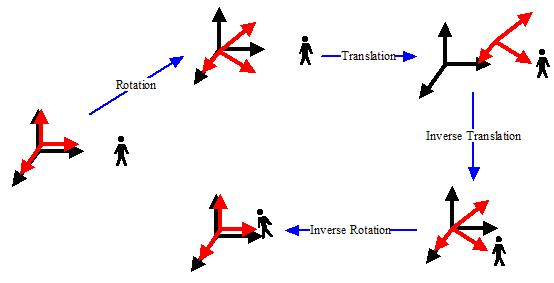 Translation
Rotation
Inverse Translation
Inverse Rotation